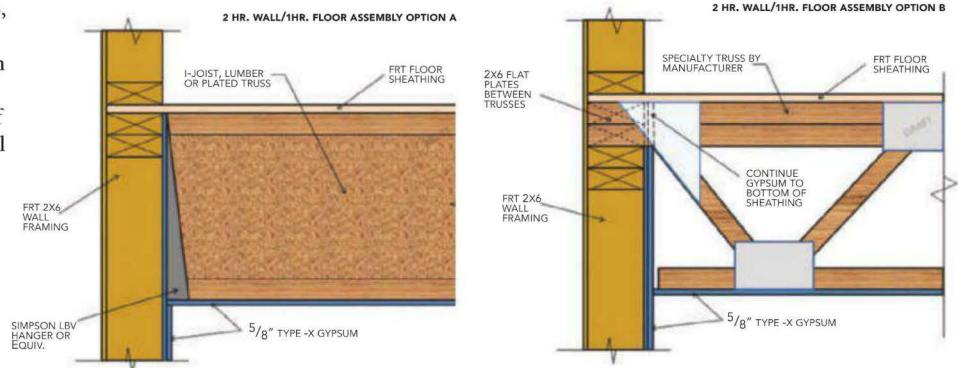 2 HR. WALL/1HR. FLOOR ASSEMBLY OPTION A
I-JOIST, LUMBER
OR PLATED TRUSS
FRT FLOOR
SHEATHING
FRT 2X6
WALL
FRAMING
SIMPSON LBV
HANGER OR
EQUIV.
5/8" TYPE -X GYPSUM
2 HR. WALL/1HR. FLOOR ASSEMBLY OPTION B
2X6 FLAT
PLATES
BETWEEN
TRUSSES
SPECIALTY TRUSS BY
MANUFACTURER
FRT FLOOR
SHEATHING
DRAFT
CONTINUE
GYPSUM TO
BOTTOM OF
SHEATHING
FRT 2X6
WALL
FRAMING
5/8" TYPE -X GYPSUM